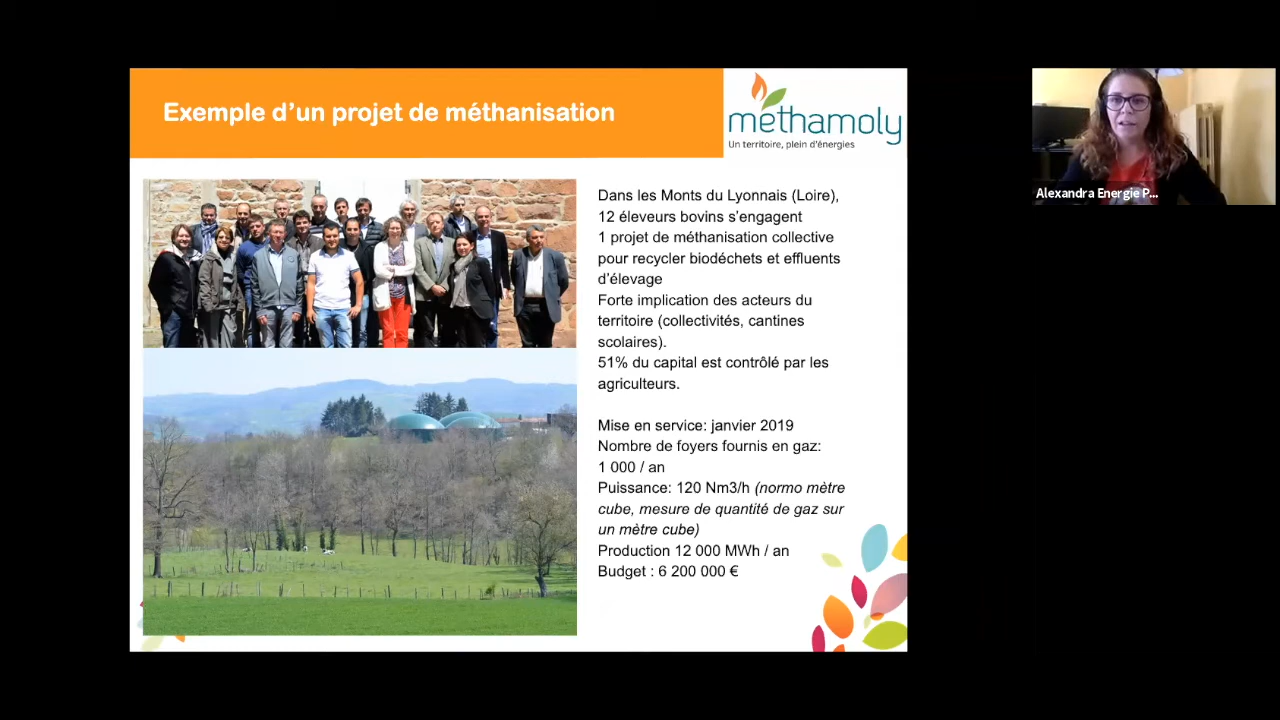 Exemple d'un projet de méthanisation
méthamoly
Un territoire, plein d'énergies
Dans les Monts du Lyonnais (Loire),
12 éleveurs bovins s'engagent
1 projet de méthanisation collective
pour recycler biodéchets et effluents
d'élevage
Forte implication des acteurs du
territoire (collectivités, cantines
scolaires).
51% du capital est contrôlé par les
agriculteurs.
Mise en service: janvier 2019
Nombre de foyers fournis en gaz:
1 000 / an
Puissance: 120 Nm3/h (normo mètre
cube, mesure de quantité de gaz sur
un mètre cube)
Production 12 000 MWh / an
Budget : 6 200 000 €
Alexandra Energie P...